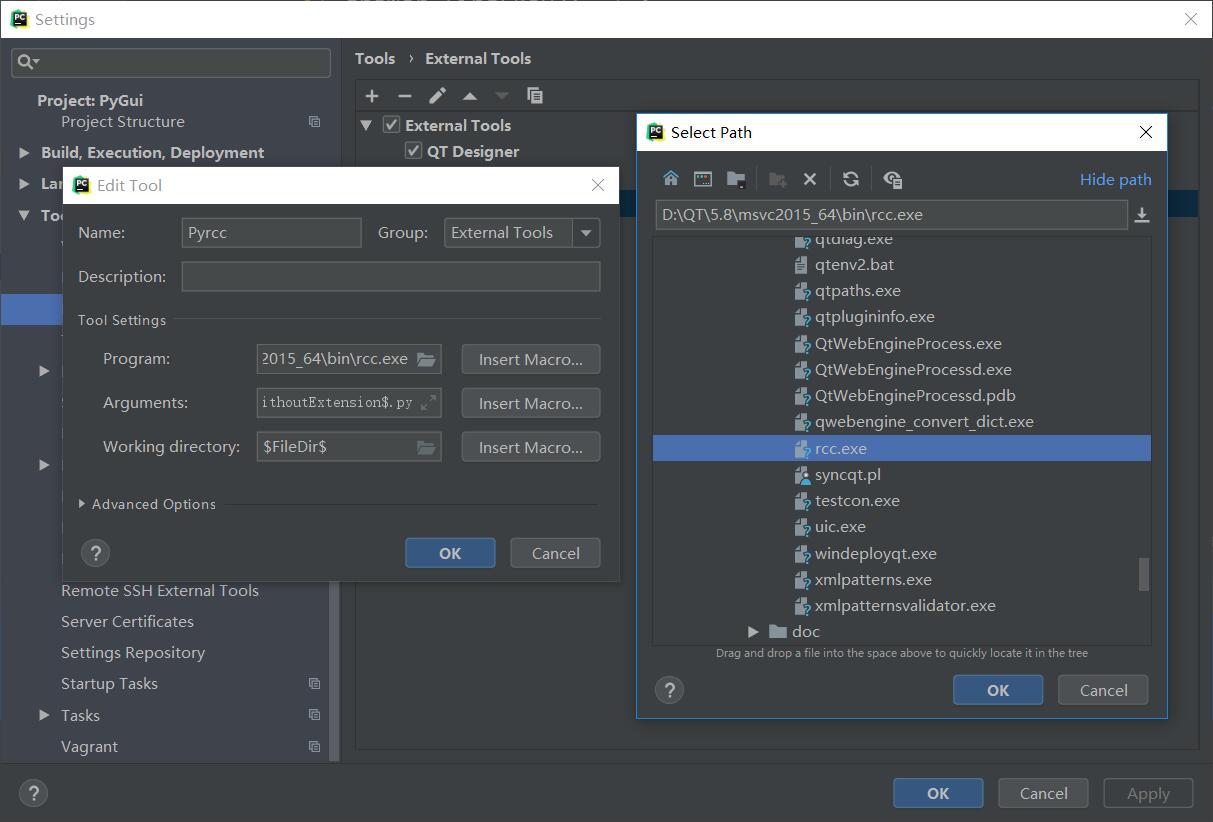 Settings
Project: PyGui
Project Structure
Build, Execution, Deployment
Lan
Too
Remote SSH External Tools
Server Certificates
Settings Repository
Startup Tasks
Tasks
Vagrant
Tools › External Tools
External Tools
QT Designer
Edit Tool
Name:
Pyrcc
Group:
External Tools
Description:
Tool Settings
Program:
2015_64\bin\rcc.exe
Insert Macro...
Arguments:
ithoutExtension$.py
Insert Macro...
Working directory:
$FileDir$
Insert Macro...
Advanced Options
?
OK
Cancel
Select Path
Hide path
D:\QT\5.8\msvc2015_64\bin\rcc.exe
qtdiag.exe
qtenv2.bat
qtpaths.exe
qtplugininfo.exe
QtWebEngineProcess.exe
QtWebEngineProcessd.exe
QtWebEngineProcessd.pdb
qwebengine_convert_dict.exe
rcc.exe
syncqt.pl
testcon.exe
uic.exe
windeployqt.exe
xmlpatterns.exe
xmlpatternsvalidator.exe
doc
Drag and drop a file into the space above to quickly locate it in the tree
?
OK
Cancel
?
OK
Cancel
Apply